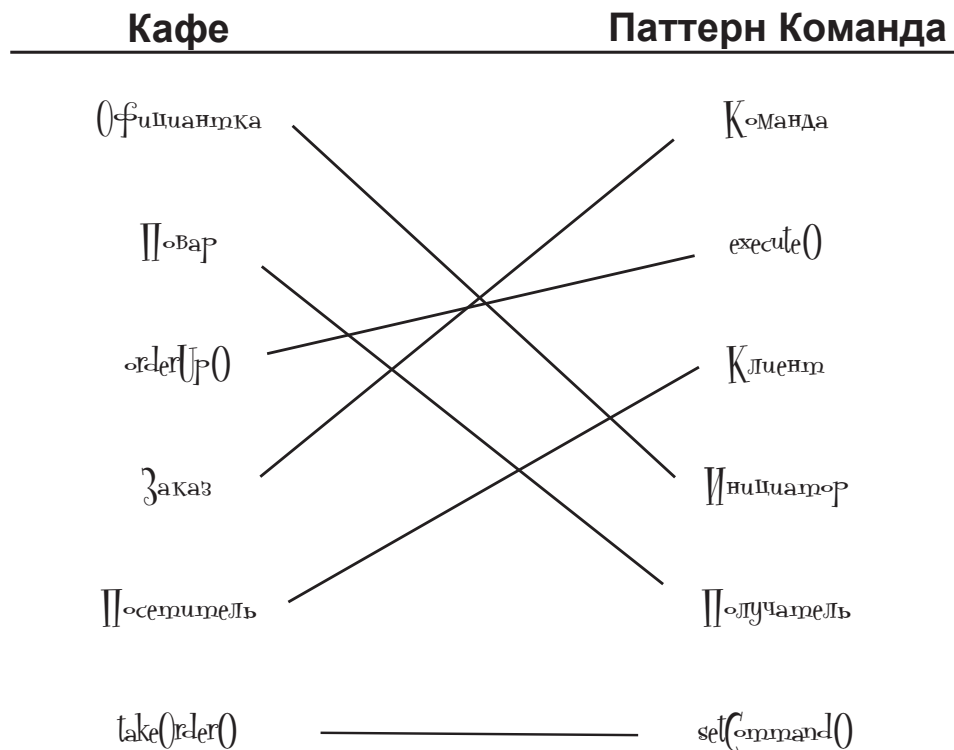 Кафе Паттерн Команда
Официантка Команда
Повар execute()
orderUp() Клиент
Заказ Инициатор
Посетитель Получатель
takeOrder() setCommand()